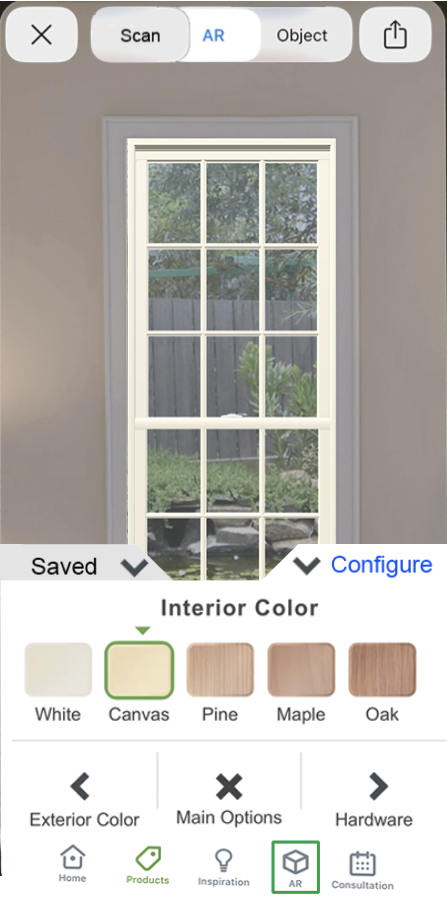 Scan AR Object
Saved Configure
Interior Color
White Canvas Pine Maple Oak
Exterior Color Main Options Hardware
Home Products Inspiration AR Consultation